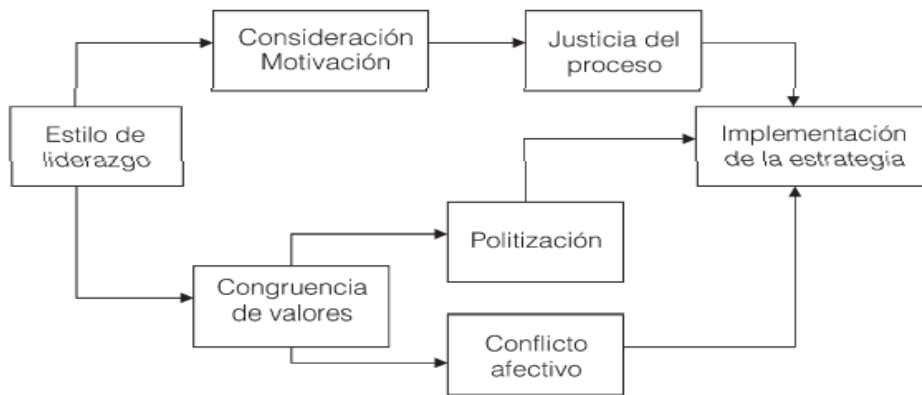 Consideración
Motivación
Justicia del
proceso
Estilo de
liderazgo
Implementación
de la estrategia
Politización
Congruencia
de valores
Conflicto
afectivo